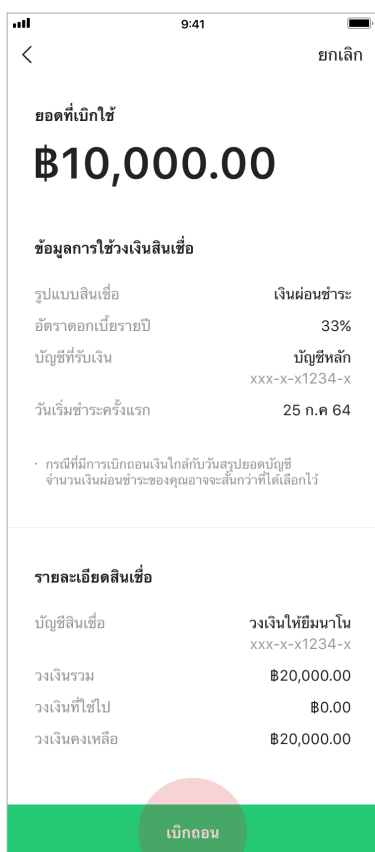 9:41
ยกเลิก
ยอดที่เบิกใช้
฿10,000.00
ข้อมูลการใช้วงเงินสินเชื่อ
รูปแบบสินเชื่อ เงินผ่อนชำระ
อัตราดอกเบี้ยรายปี 33%
บัญชีที่รับเงิน บัญชีหลัก
xxx-x-x1234-x
วันเริ่มชำระครั้งแรก 25 ก.ค 64
· กรณีที่มีการเบิกถอนเงินใกล้กับวันสรุปยอดบัญชี
จำนวนเงินผ่อนชำระของคุณอาจจะสั้นกว่าที่ได้เลือกไว้
รายละเอียดสินเชื่อ
บัญชีสินเชื่อ วงเงินให้ยืมนาโน
xxx-x-x1234-x
วงเงินรวม ฿20,000.00
วงเงินที่ใช้ไป ฿0.00
วงเงินคงเหลือ ฿20,000.00
เบิกถอน